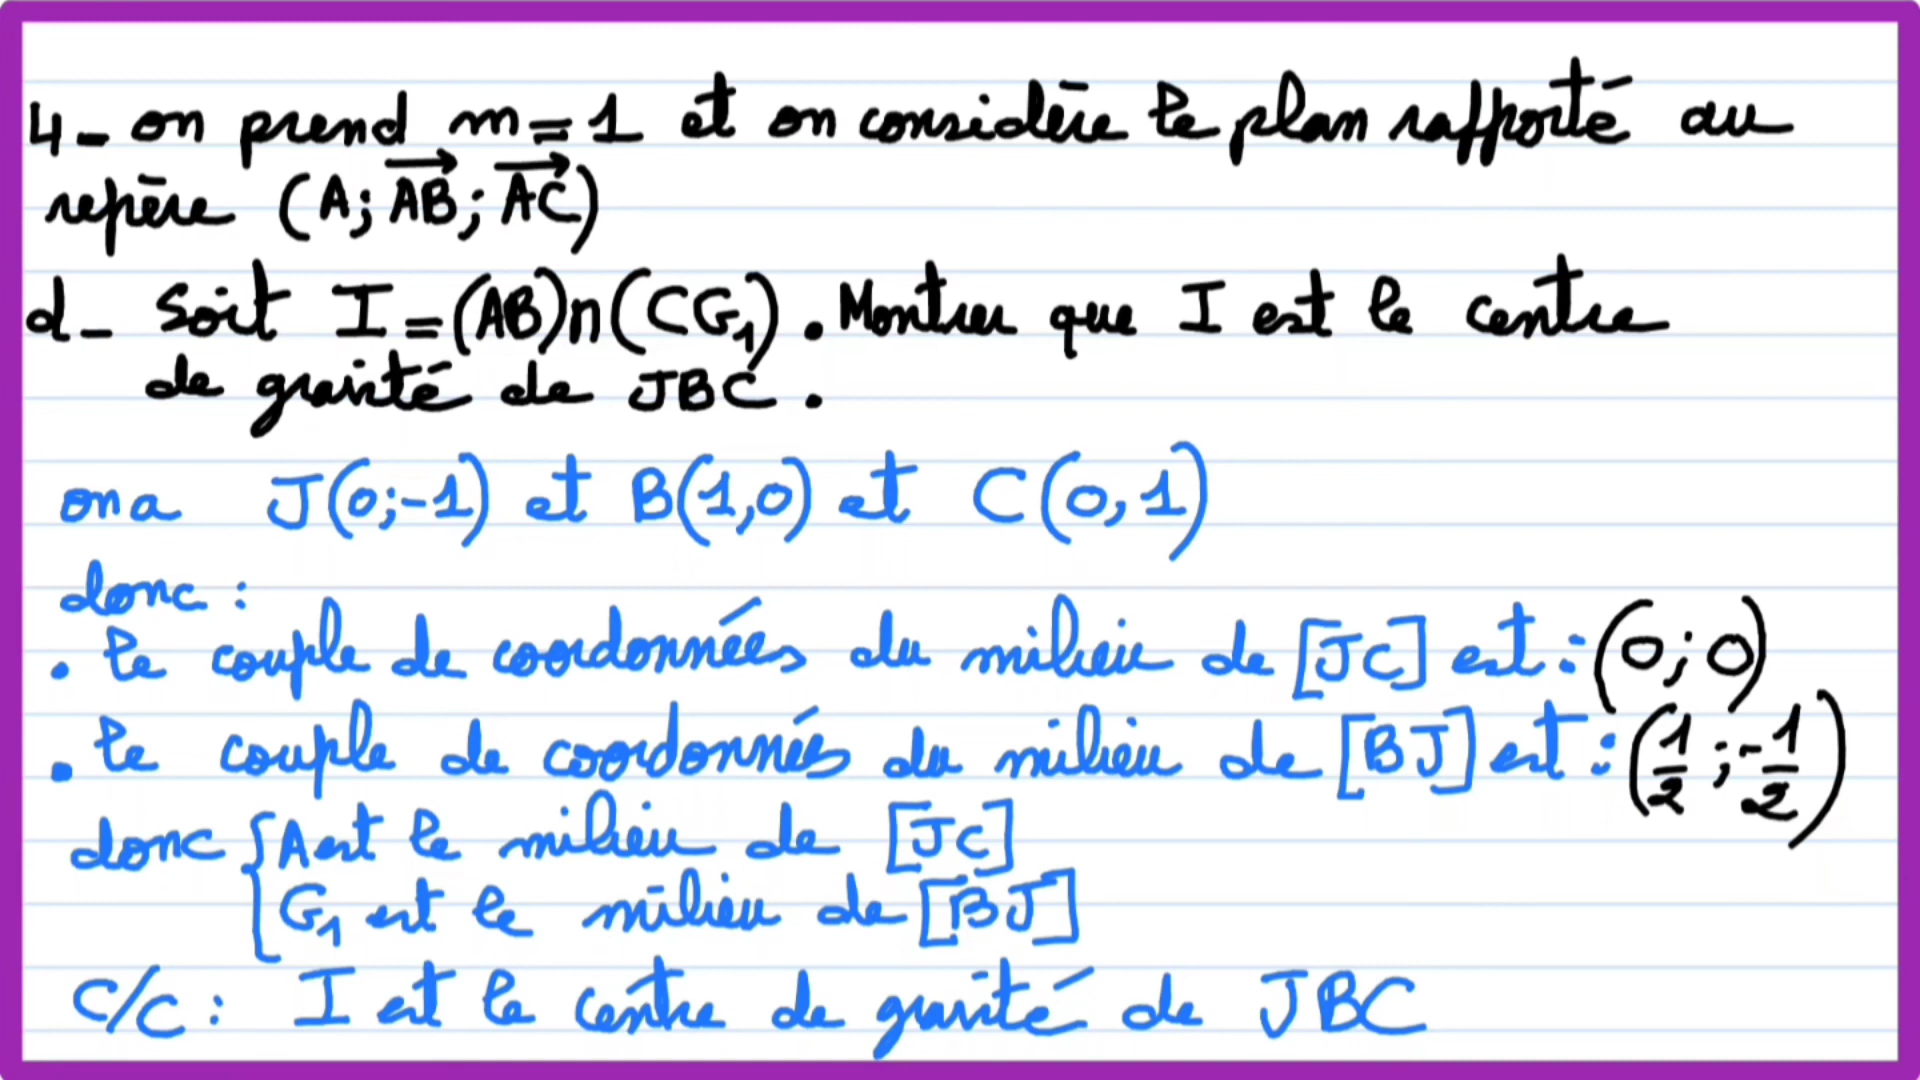 4- on prend m=1 et on considère le plan rapporté au
repère (A; \overrightarrow{AB}; \overrightarrow{AC})
d- Soit I=(AB)∩(CG₁). Montrer que I est le centre
de gravité de JBC.
on a J(0;-1) et B(1,0) et C(0,1)
donc :
• le couple de coordonnées du milieu de [JC] est : (0;0)
• le couple de coordonnées du milieu de [BJ] est : (1/2 ; -1/2)
donc { A est le milieu de [JC]
G₁ est le milieu de [BJ]
C/C : I est le centre de gravité de JBC